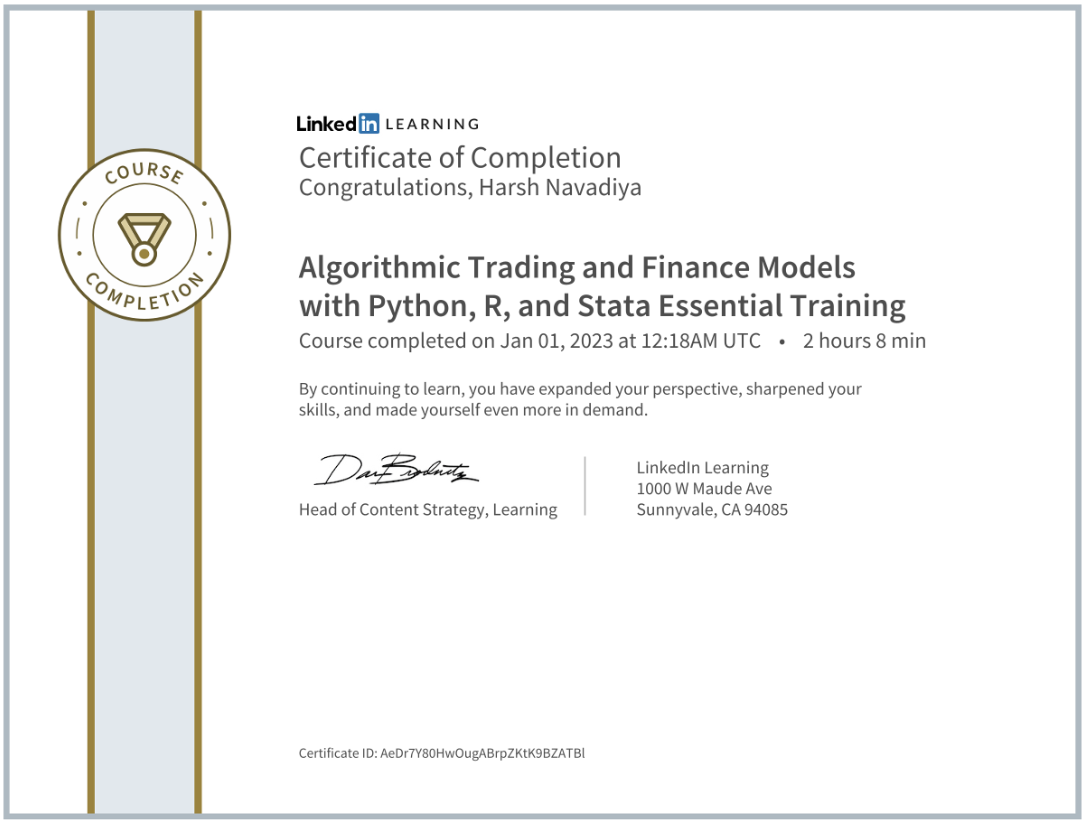 COURSE
COMPLETION
Linked in LEARNING
Certificate of Completion
Congratulations, Harsh Navadiya
Algorithmic Trading and Finance Models
with Python, R, and Stata Essential Training
Course completed on Jan 01, 2023 at 12:18AM UTC • 2 hours 8 min
By continuing to learn, you have expanded your perspective, sharpened your
skills, and made yourself even more in demand.
Head of Content Strategy, Learning
LinkedIn Learning
1000 W Maude Ave
Sunnyvale, CA 94085
Certificate ID: AeDr7Y80HwOugABrpZKtK9BZATBl